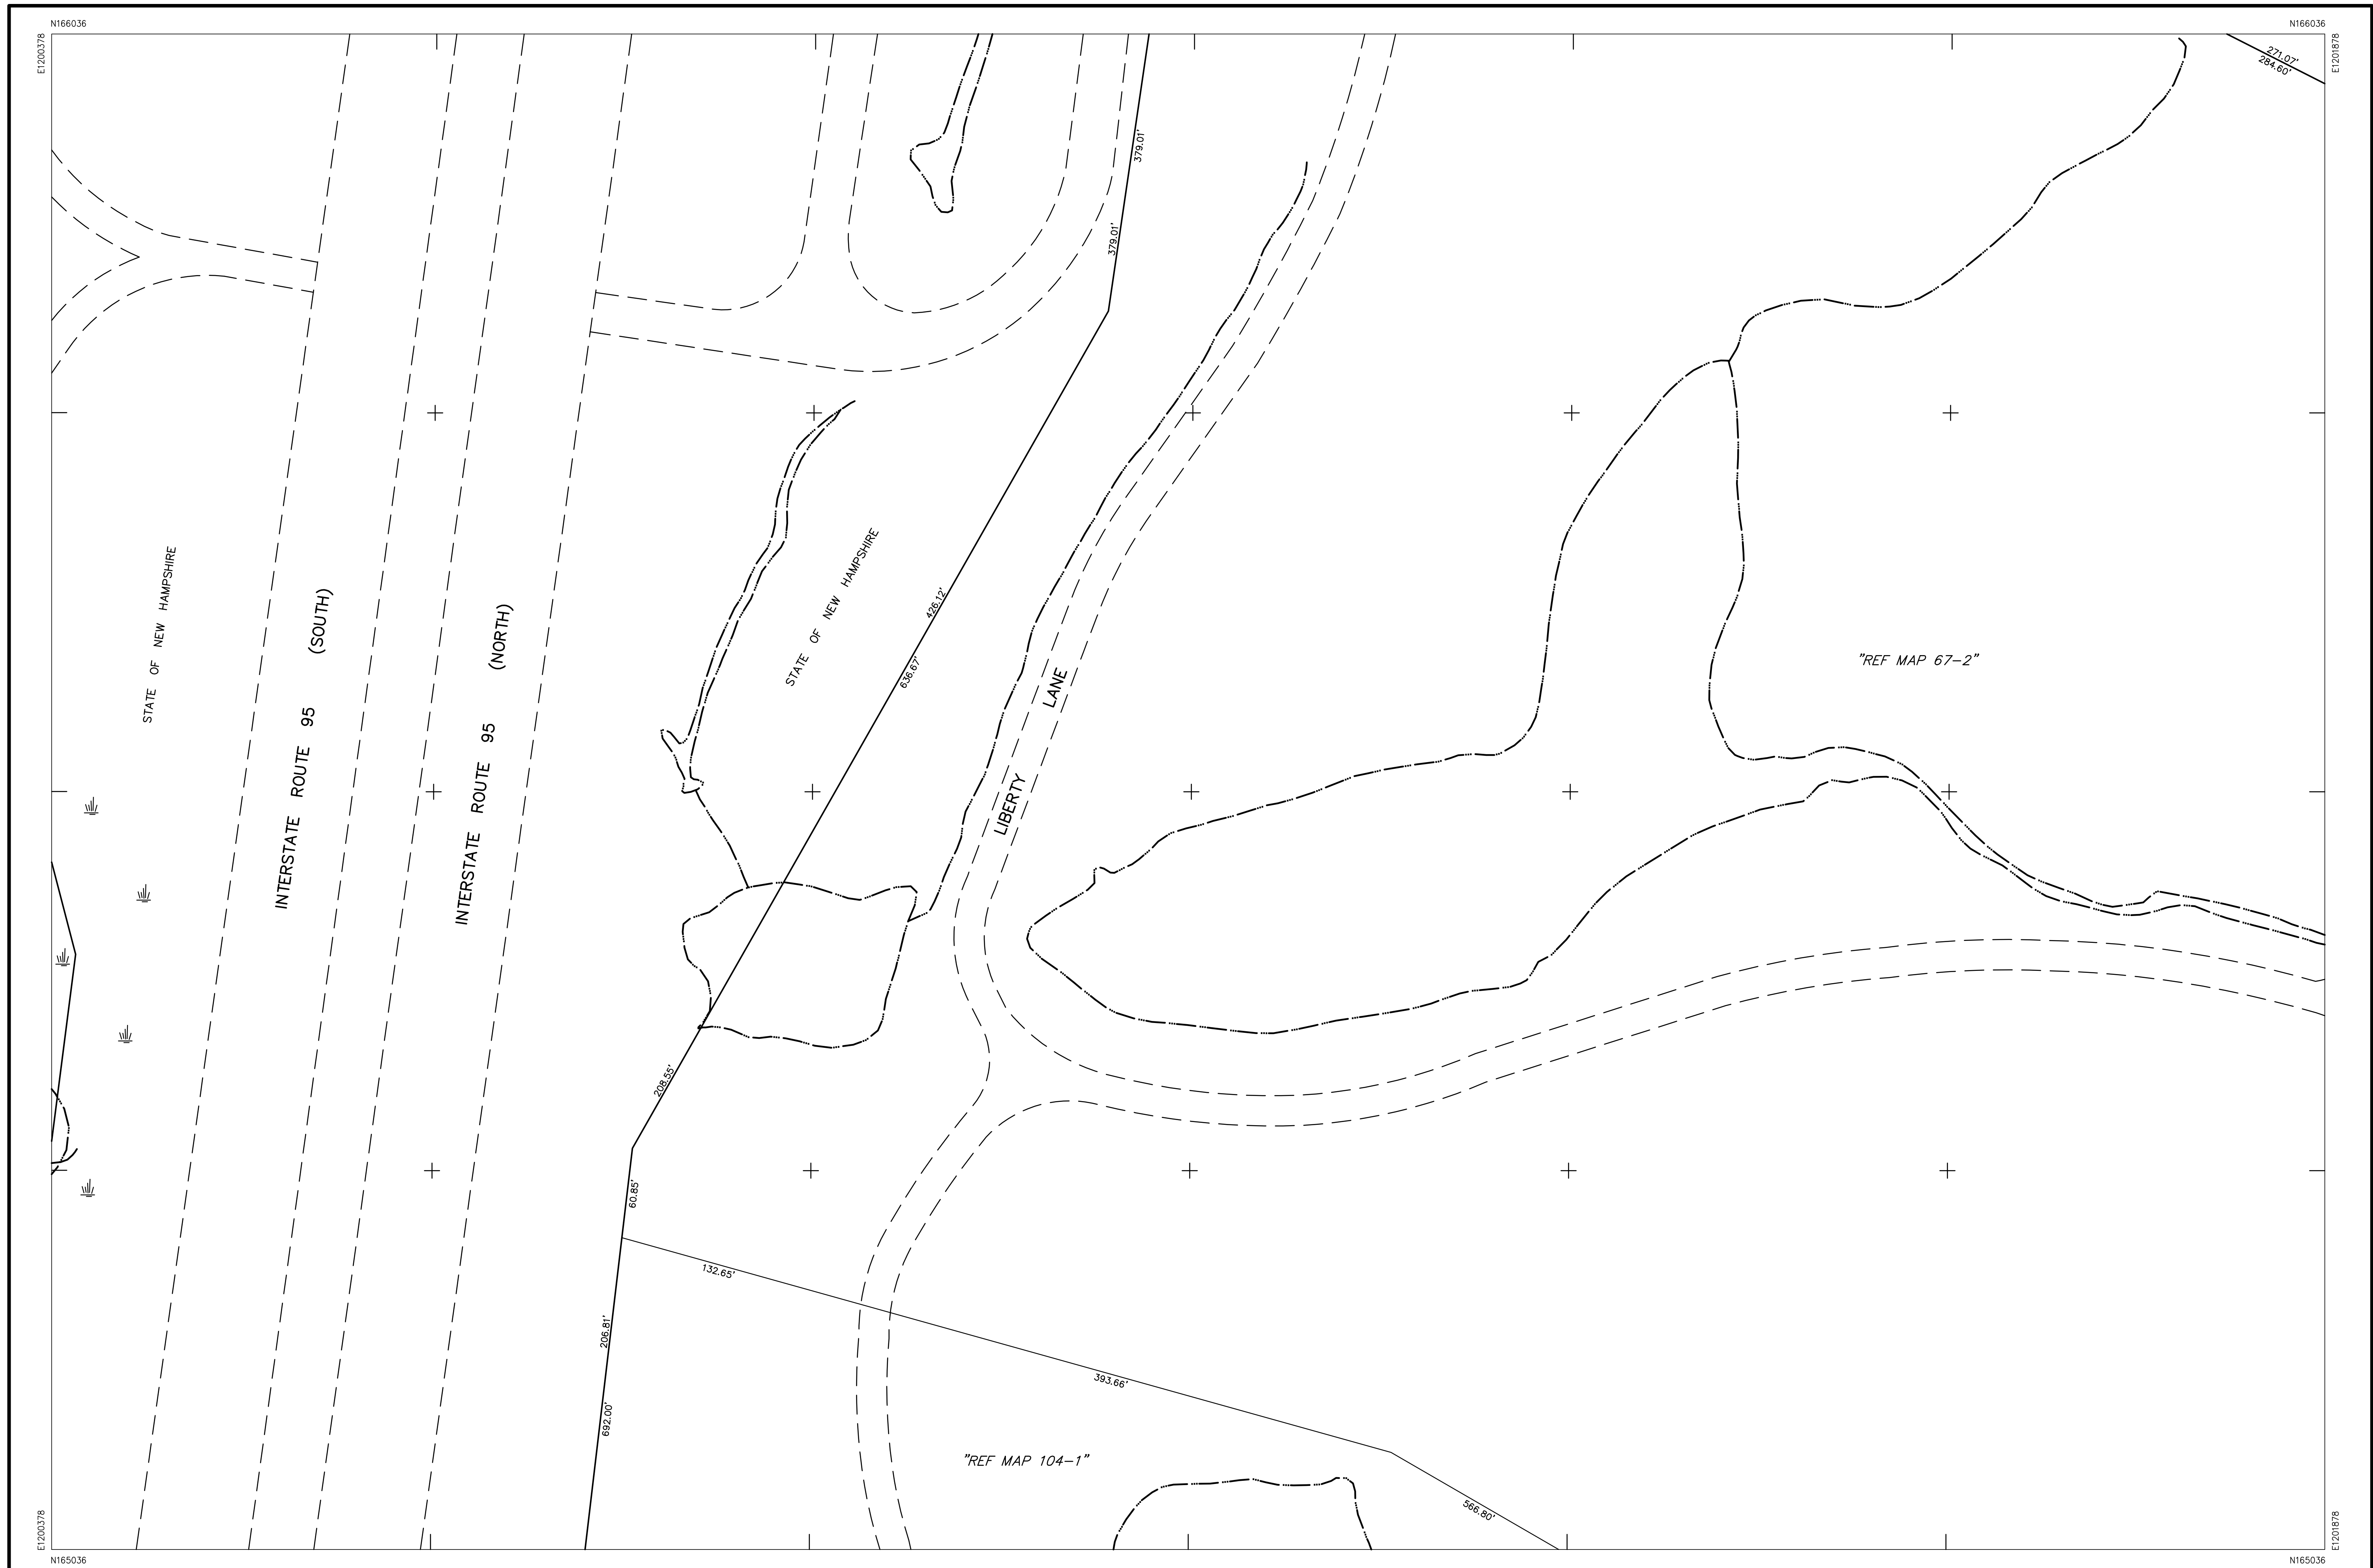 N166036
N166036
E1200378
E1201878
271.07'
284.60'
379.01'
379.01'
STATE OF NEW HAMPSHIRE
INTERSTATE ROUTE 95 (SOUTH)
INTERSTATE ROUTE 95 (NORTH)
STATE OF NEW HAMPSHIRE
426.12'
636.67'
LIBERTY LANE
"REF MAP 67-2"
208.55'
60.85'
132.65'
206.81'
393.66'
692.00'
"REF MAP 104-1"
566.80'
E1200378
E1201878
N165036
N165036